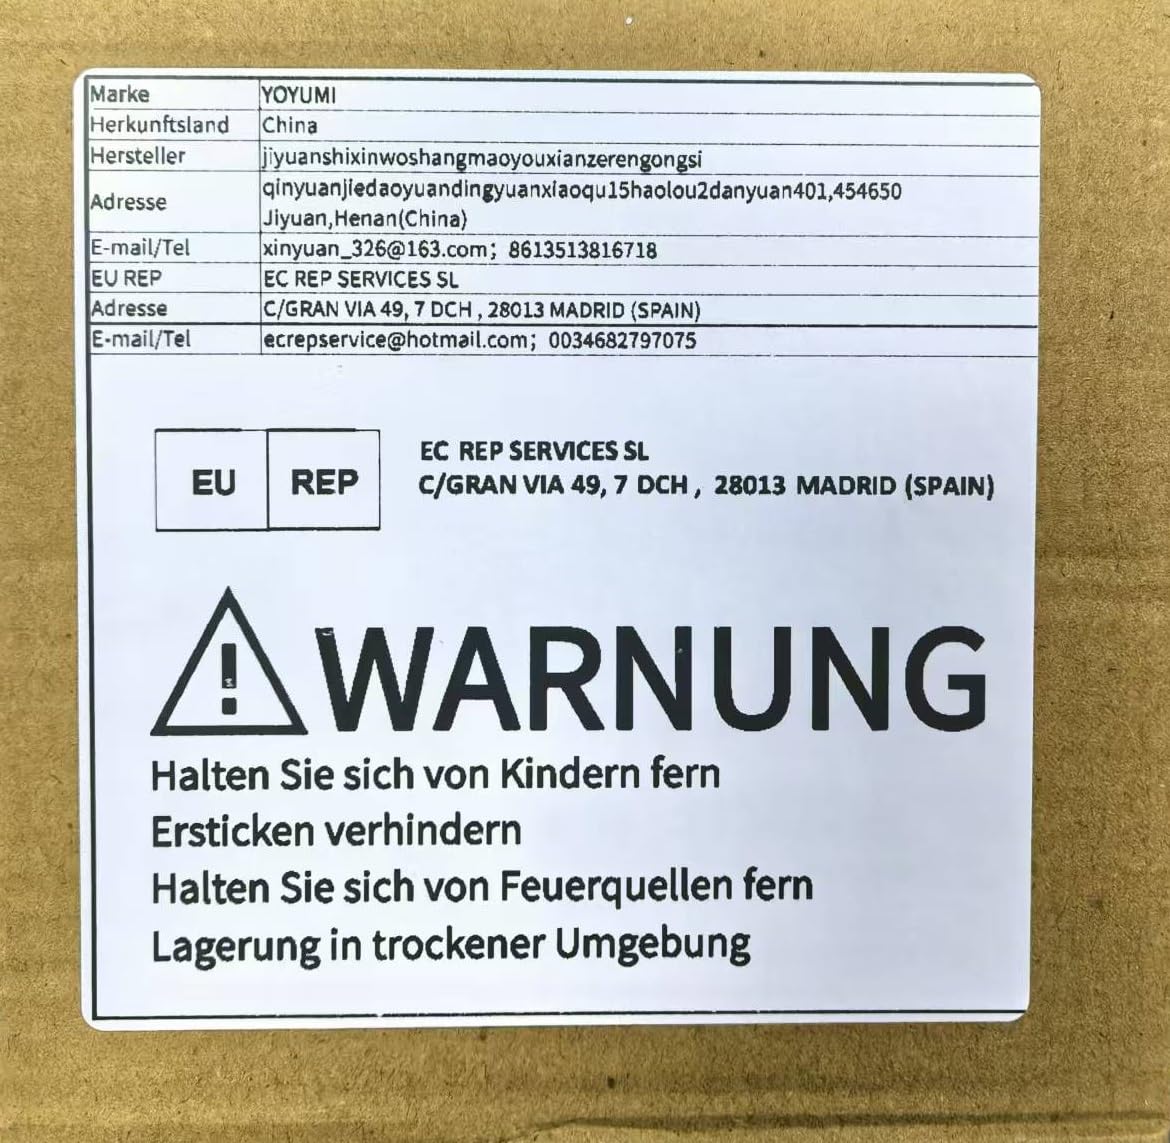 Marke YOYUMI
Herkunftsland China
Hersteller jiyuanshixinwoshangmaoyouxianzerengongsi
Adresse qinyuanjiedaoyuandingyuanxiaoqu15haolou2danyuan401,454650
Jiyuan,Henan(China)
E-mail/Tel xinyuan_326@163.com; 8613513816718
EU REP EC REP SERVICES SL
Adresse C/GRAN VIA 49, 7 DCH , 28013 MADRID (SPAIN)
E-mail/Tel ecrepservice@hotmail.com; 0034682797075
EU REP
EC REP SERVICES SL
C/GRAN VIA 49, 7 DCH , 28013 MADRID (SPAIN)
WARNUNG
Halten Sie sich von Kindern fern
Ersticken verhindern
Halten Sie sich von Feuerquellen fern
Lagerung in trockener Umgebung